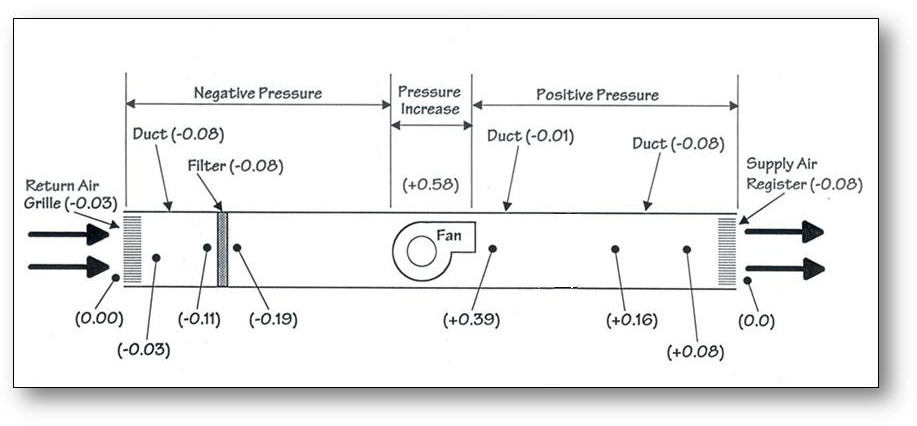 Negative Pressure
Pressure
Increase
Positive Pressure
Duct (-0.08)
Duct (-0.01)
Duct (-0.08)
Filter (-0.08)
Supply Air
Register (-0.08)
Return Air
Grille (-0.03)
(+0.58)
Fan
(0.00)
(-0.11)
(-0.19)
(+0.39)
(+0.16)
(0.0)
(-0.03)
(+0.08)